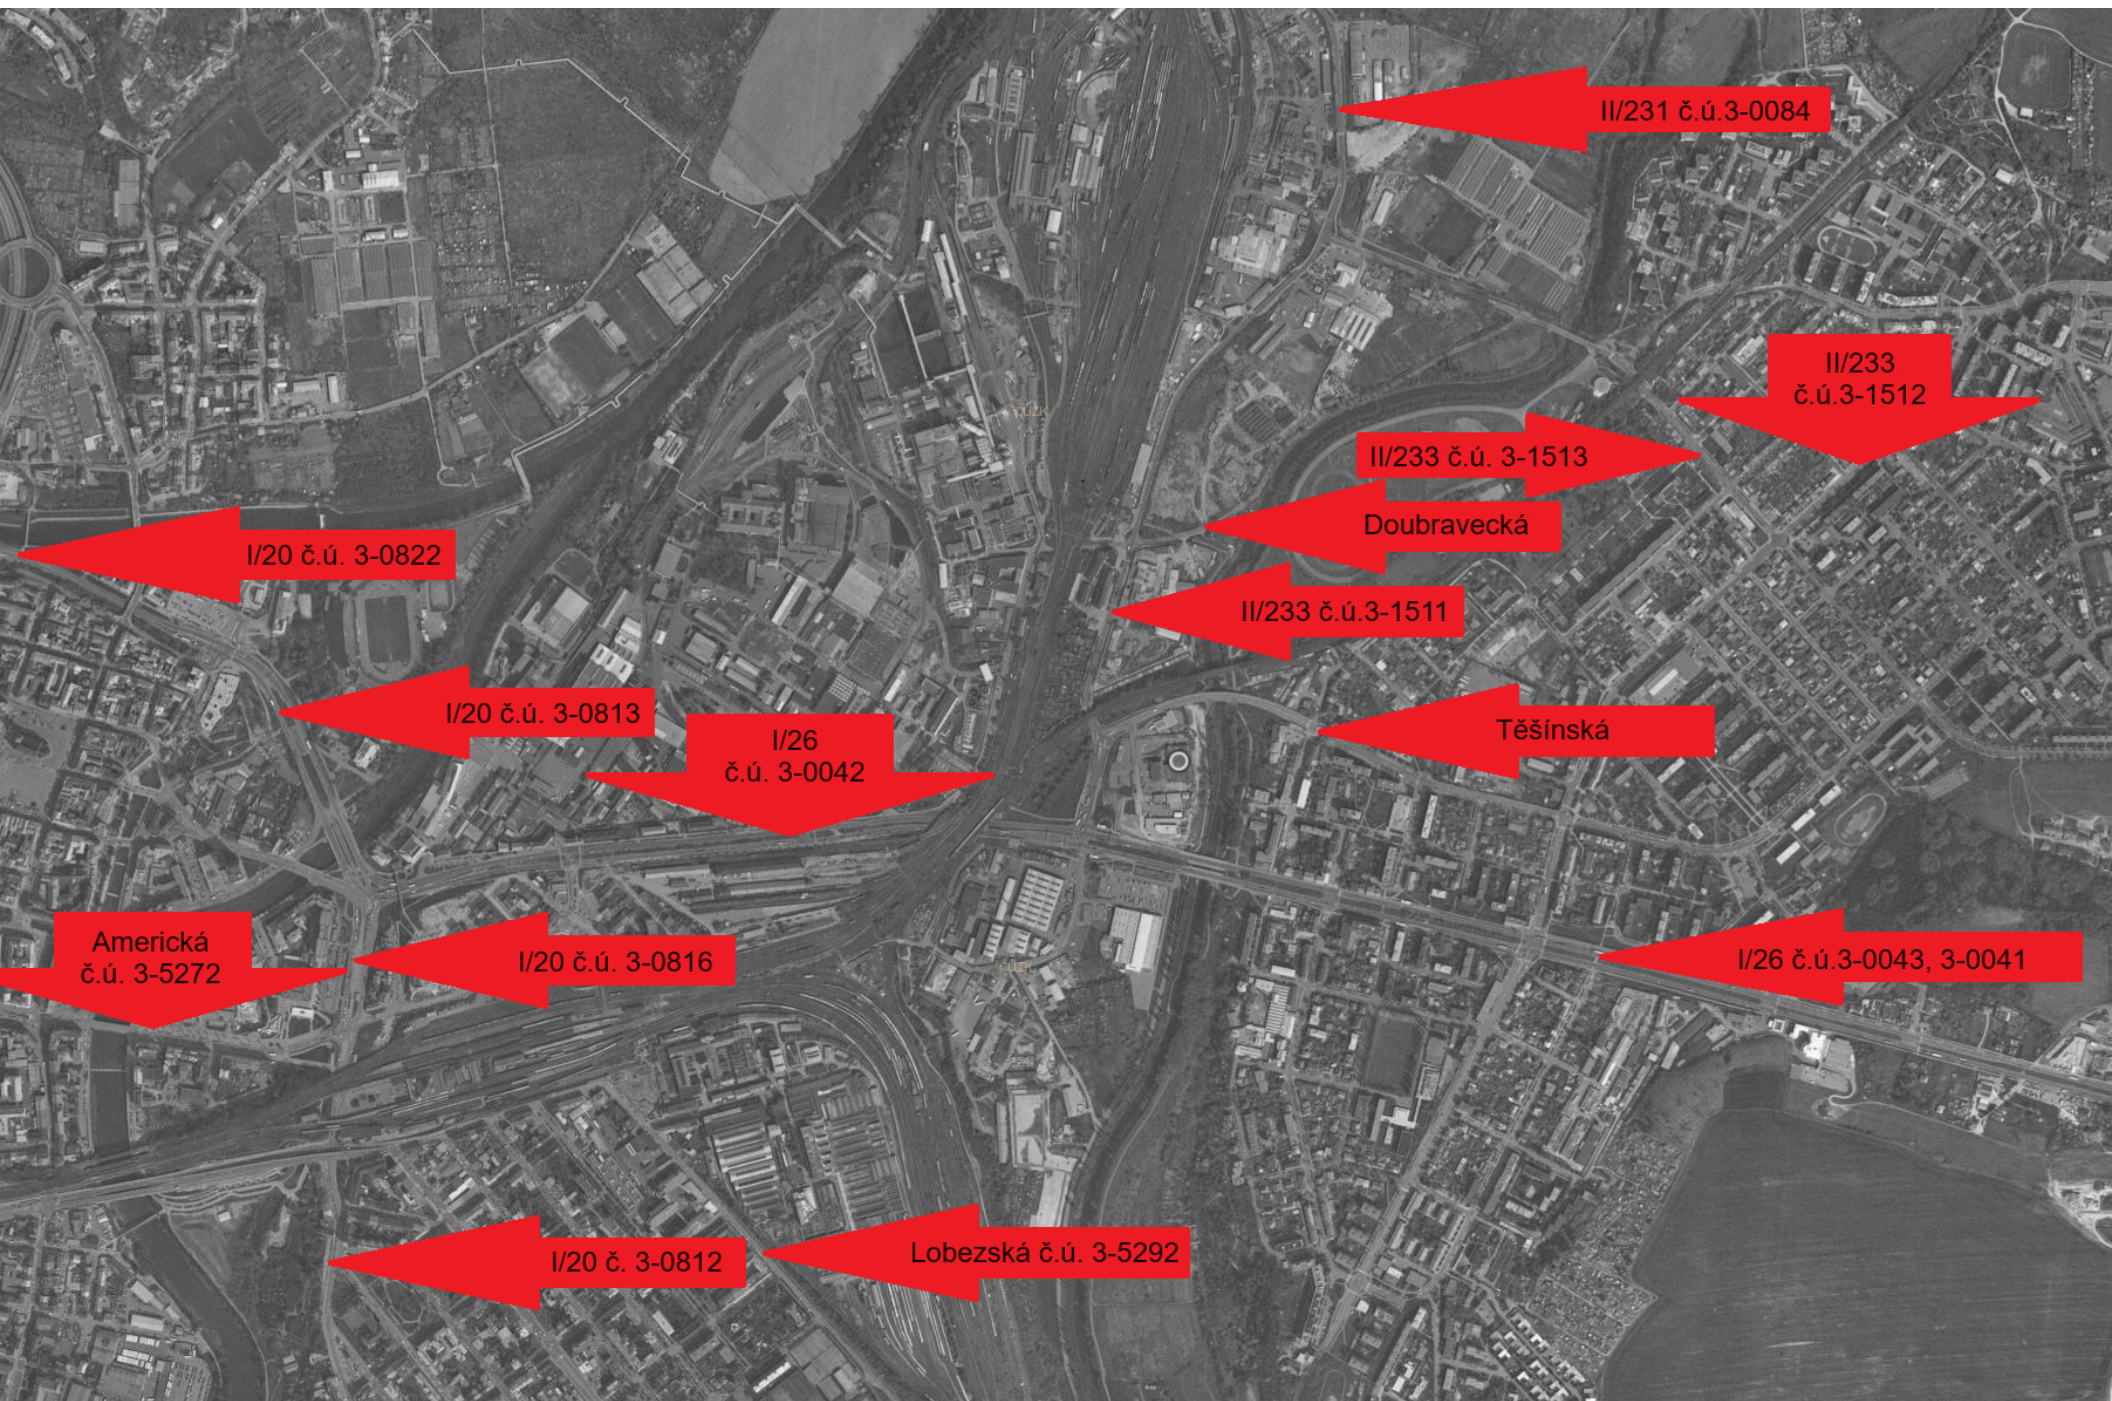 II/231 č.ú.3-0084
II/233
č.ú.3-1512
ČÚZK
II/233 č.ú. 3-1513
Doubravecká
I/20 č.ú. 3-0822
II/233 č.ú.3-1511
I/20 č.ú. 3-0813
Těšínská
I/26
č.ú. 3-0042
Americká
č.ú. 3-5272
I/20 č.ú. 3-0816
I/26 č.ú.3-0043, 3-0041
ČÚZK
I/20 č. 3-0812
Lobezská č.ú. 3-5292